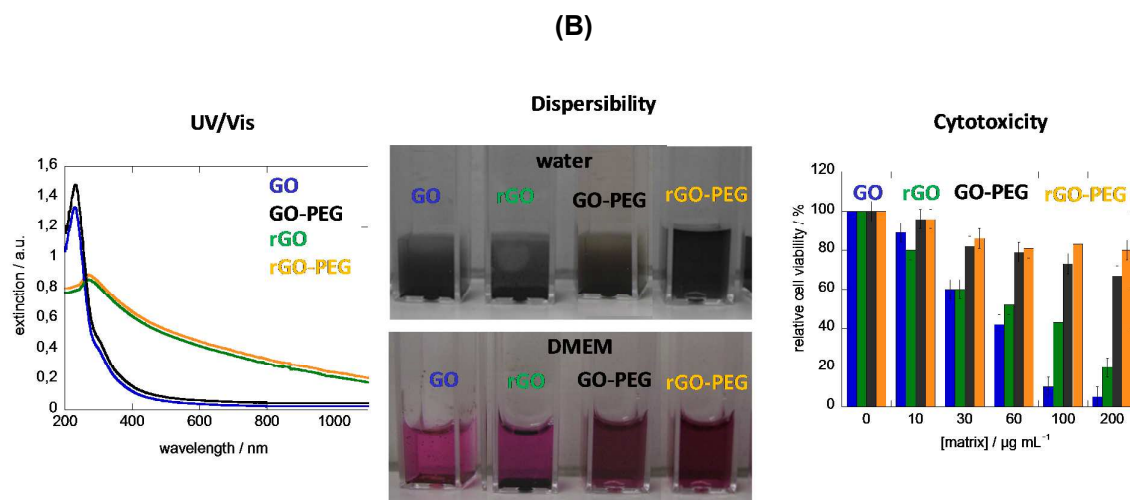 (B)
UV/Vis
1,6
1,4
1,2
1
0,8
0,6
0,4
0,2
0
200 400 600 800 1000
wavelength / nm
extinction / a.u.
GO
GO-PEG
rGO
rGO-PEG
Dispersibility
water
GO rGO GO-PEG rGO-PEG
DMEM
GO rGO GO-PEG rGO-PEG
Cytotoxicity
GO rGO GO-PEG rGO-PEG
120
100
80
60
40
20
0
relative cell viability / %
0 10 30 60 100 200
[matrix] / µg mL⁻¹